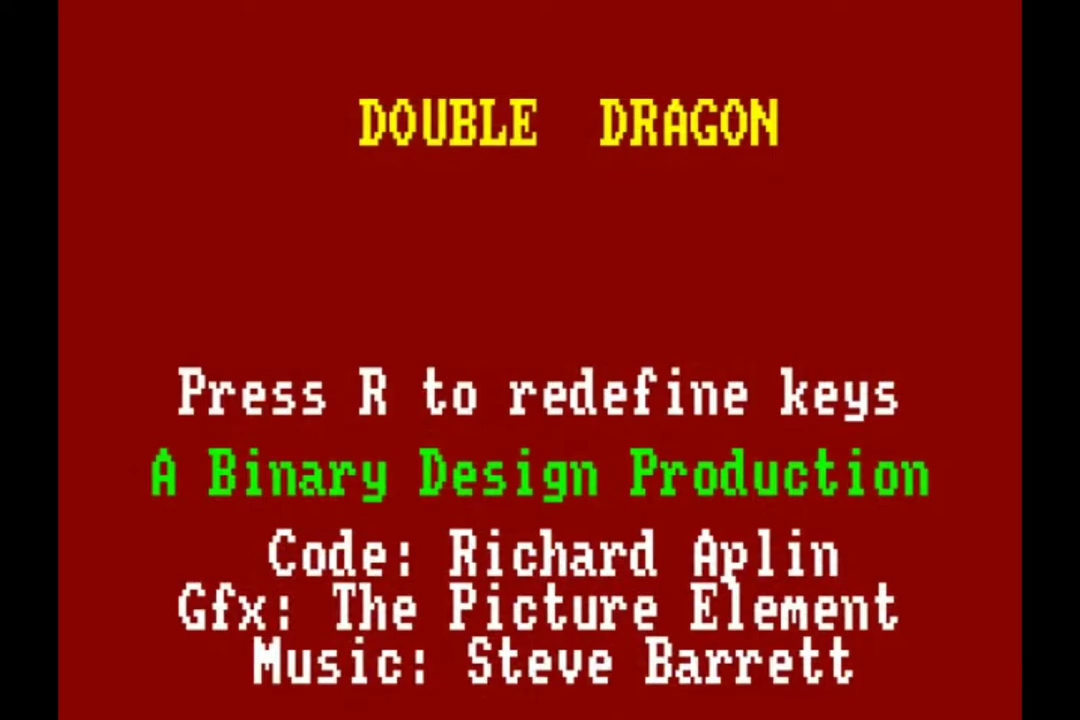 DOUBLE DRAGON
Press R to redefine keys
A Binary Design Production
Code: Richard Aplin
Gfx: The Picture Element
Music: Steve Barrett